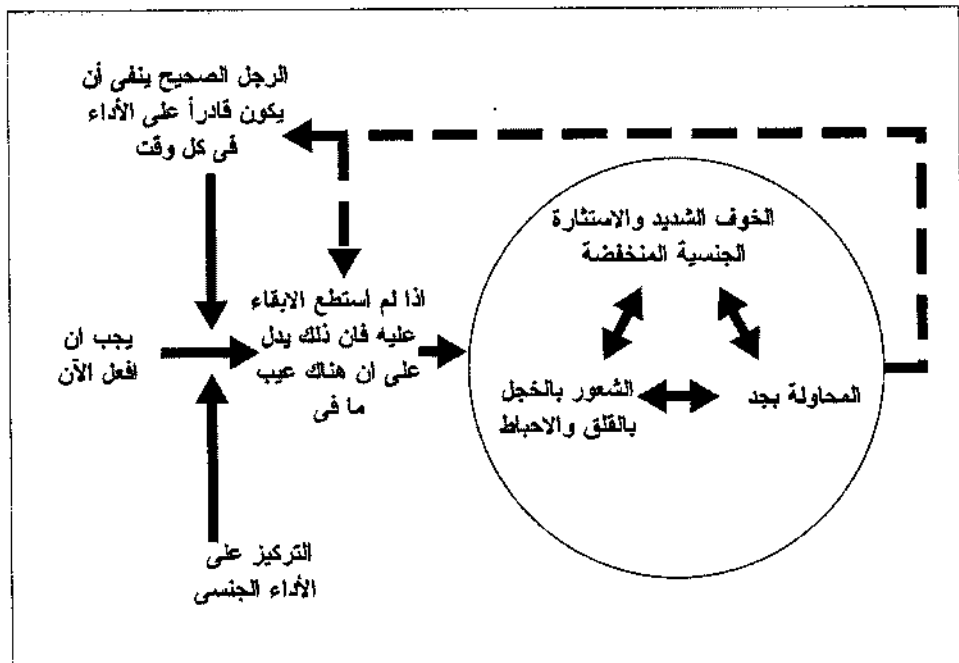 الرجل الصحيح ينفى أن
يكون قادرأ على الأداء
فى كل وقت
الخوف الشديد والاستثارة
الجنسية المنخفضة
اذا لم استطع الابقاء
عليه فان ذلك يدل
على ان هناك عيب
ما فى
يجب ان
افعل الآن
الشعور بالخجل
بالقلق والاحباط
المحاولة بجد
التركيز على
الأداء الجنسى